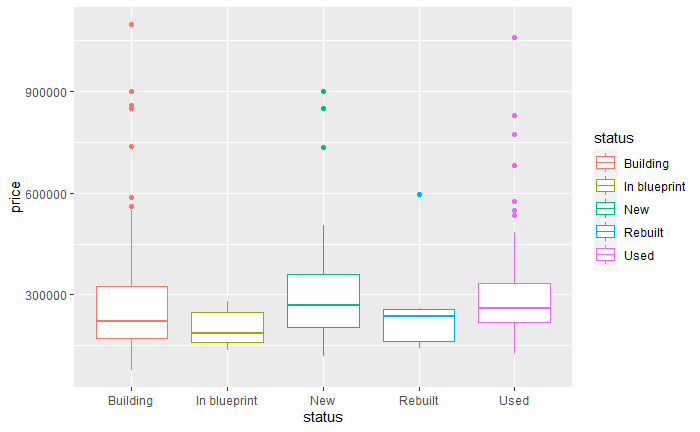 price
900000
600000
300000
Building
In blueprint
New
Rebuilt
Used
status
status
Building
In blueprint
New
Rebuilt
Used